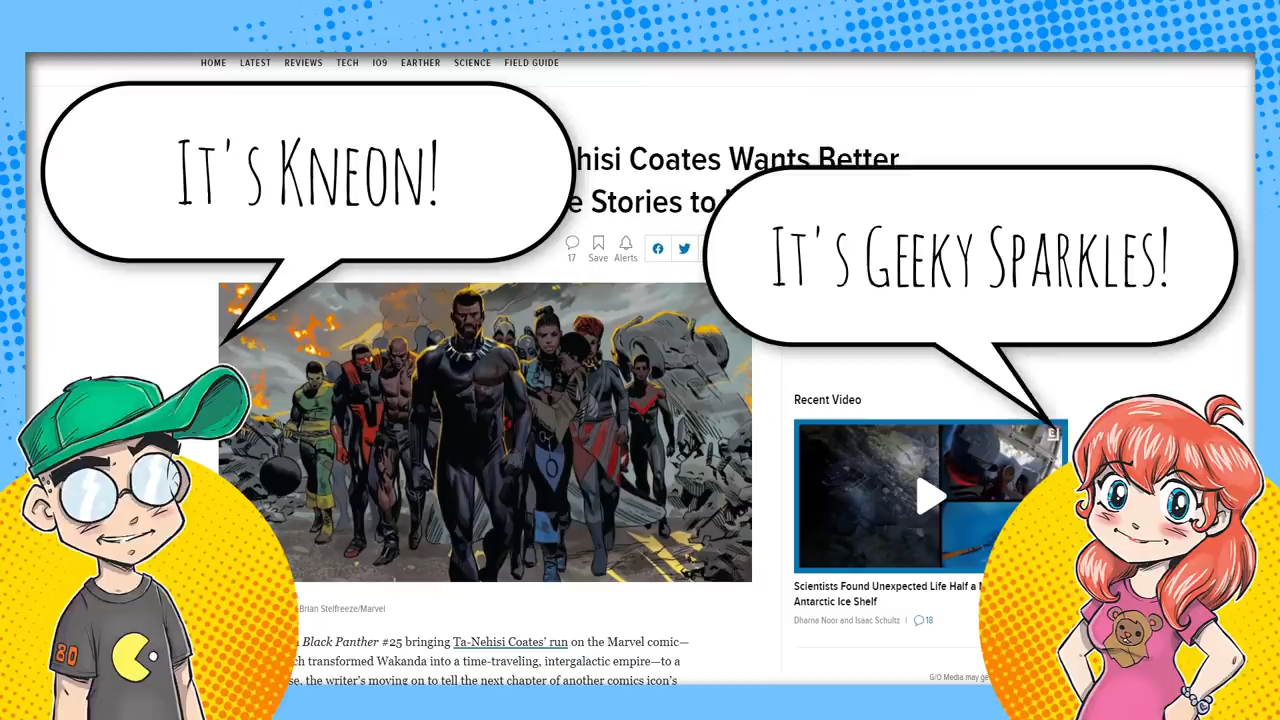 HOME LATEST REVIEWS TECH IO9 EARTHER SCIENCE FIELD GUIDE
It's Kneon!
hisi Coates Wants Better
e Stories to
It's Geeky Sparkles!
17 Save Alerts
Recent Video
Scientists Found Unexpected Life Half a
Antarctic Ice Shelf
Dharna Noor and Isaac Schultz | 18
Brian Stelfreeze/Marvel
Black Panther #25 bringing Ta-Nehisi Coates' run on the Marvel comic—
ch transformed Wakanda into a time-traveling, intergalactic empire—to a
se, the writer's moving on to tell the next chapter of another comics icon's
G/O Media may ge
80